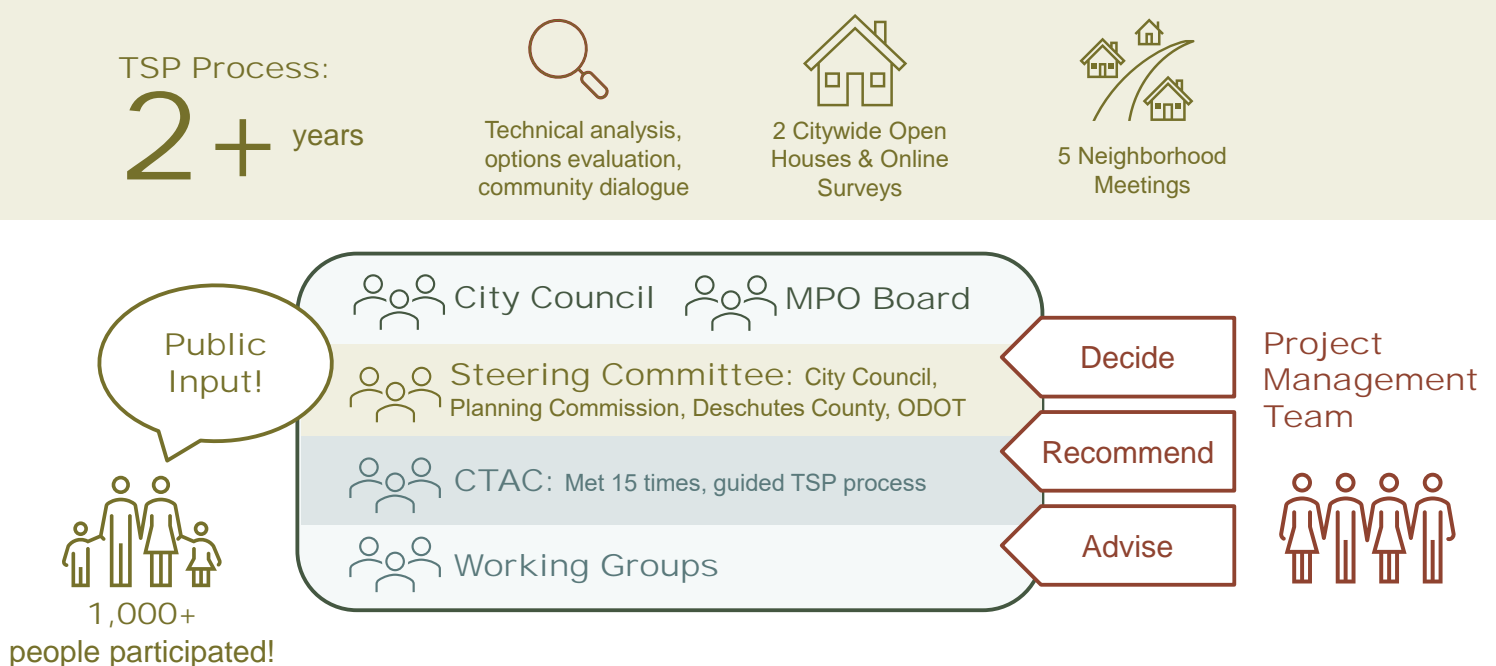 TSP Process:
2+ years
Technical analysis,
options evaluation,
community dialogue
2 Citywide Open
Houses & Online
Surveys
5 Neighborhood
Meetings
Public
Input!
1,000+
people participated!
City Council
MPO Board
Steering Committee: City Council,
Planning Commission, Deschutes County, ODOT
CTAC: Met 15 times, guided TSP process
Working Groups
Decide
Recommend
Advise
Project
Management
Team